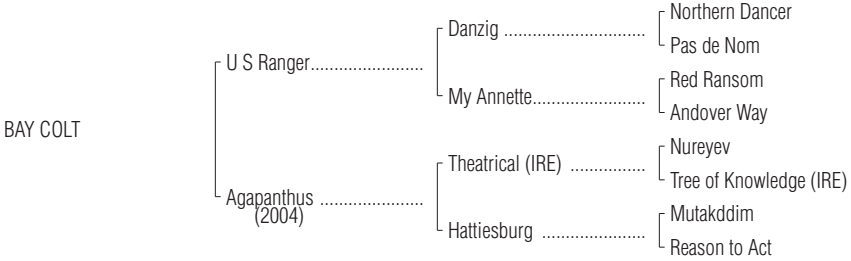 Northern Dancer
Danzig ..............................
Pas de Nom
U S Ranger........................
Red Ransom
My Annette........................
Andover Way
BAY COLT
Nureyev
Theatrical (IRE) ................
Tree of Knowledge (IRE)
Agapanthus ......................
(2004)
Mutakddim
Hattiesburg ......................
Reason to Act